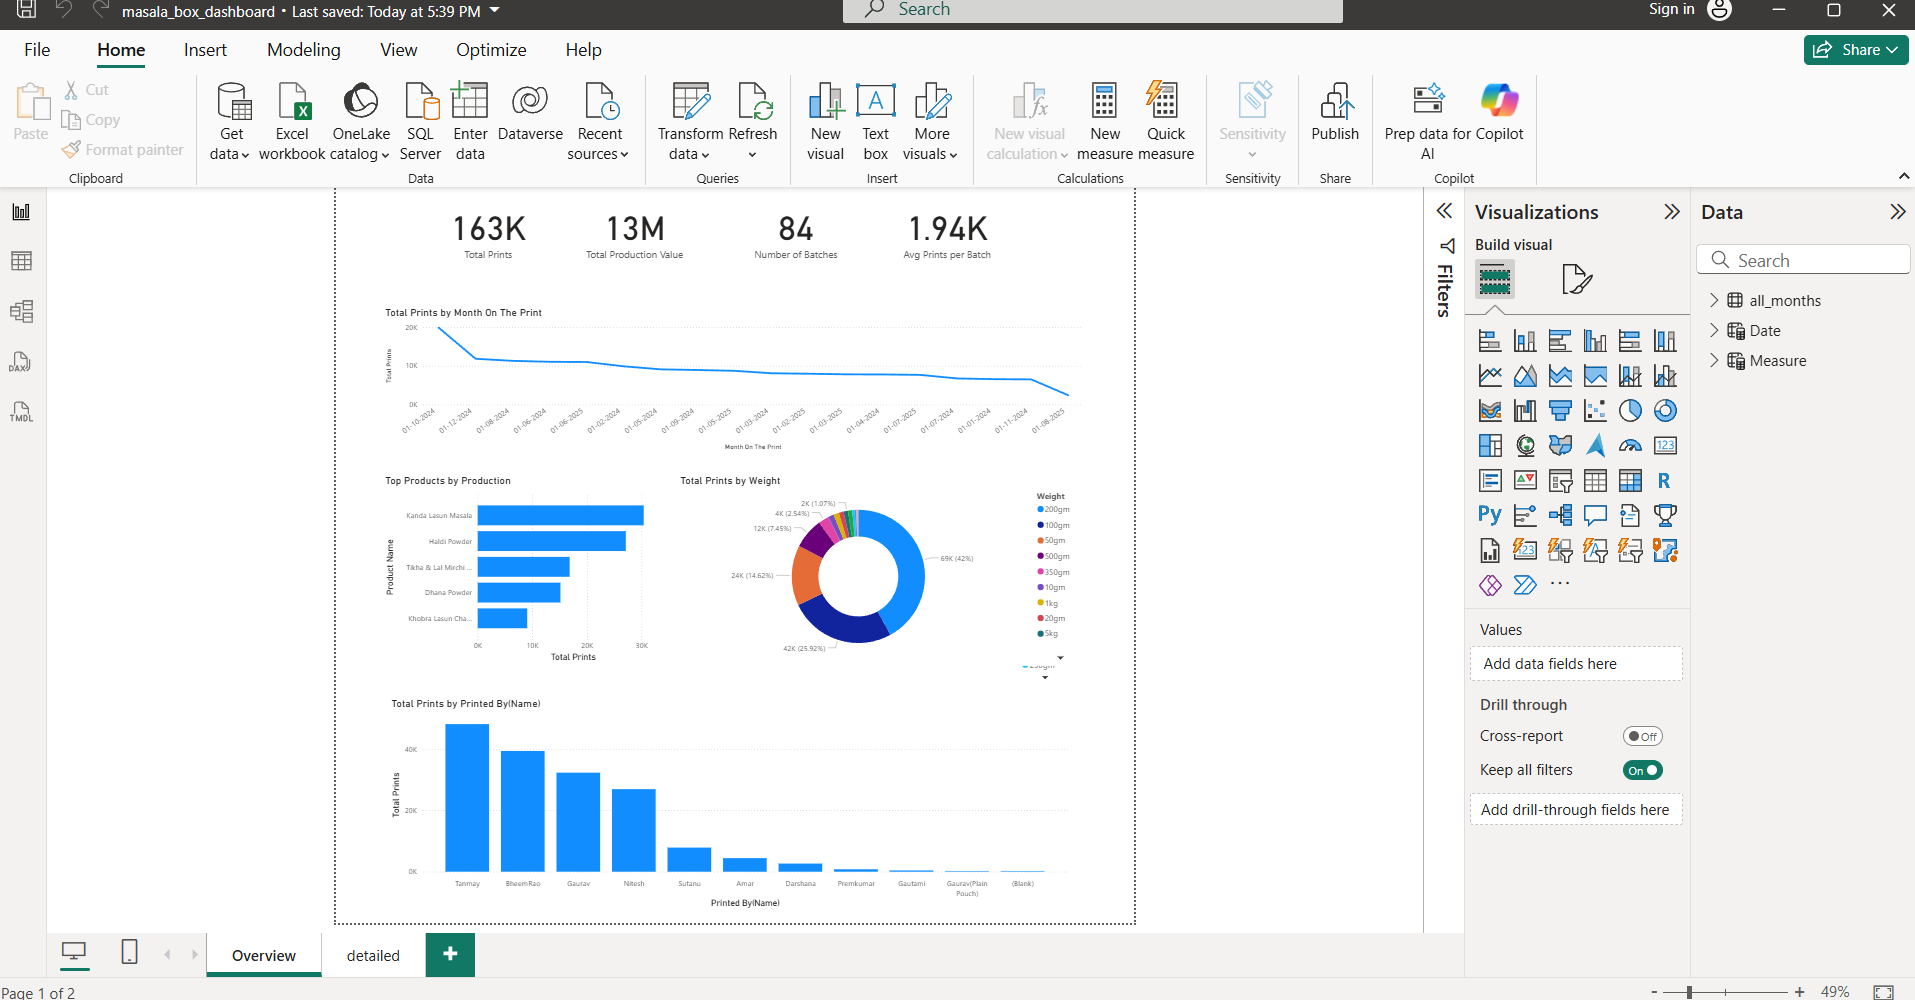 masala_box_dashboard • Last saved: Today at 5:39 PM
Search
Sign in
File Home Insert Modeling View Optimize Help
Share
Paste
Cut
Copy
Format painter
Clipboard
Get data
Excel workbook
OneLake catalog
SQL Server
Enter data
Dataverse
Recent sources
Data
Transform data
Refresh
Queries
New visual
Text box
More visuals
Insert
New visual calculation
New measure
Quick measure
Calculations
Sensitivity
Sensitivity
Publish
Share
Prep data for AI
Copilot
Copilot
DAX
TMDL
163K
Total Prints
13M
Total Production Value
84
Number of Batches
1.94K
Avg Prints per Batch
Total Prints by Month On The Print
Total Prints
20K
10K
0K
01-10-2024
01-12-2024
01-08-2024
01-06-2024
01-06-2025
01-02-2024
01-05-2024
01-09-2024
01-05-2025
01-03-2024
01-02-2025
01-03-2025
01-04-2024
01-07-2025
01-07-2024
01-01-2024
01-11-2024
01-08-2025
Month On The Print
Top Products by Production
Product Name
Kanda Lasun Masala
Haldi Powder
Tikha & Lal Mirchi ...
Dhana Powder
Khobra Lasun Cha...
0K 10K 20K 30K
Total Prints
Total Prints by Weight
2K (1.07%)
4K (2.54%)
12K (7.45%)
24K (14.62%)
42K (25.92%)
69K (42%)
Weight
200gm
100gm
50gm
500gm
350gm
10gm
1kg
20gm
5kg
Total Prints by Printed By(Name)
Total Prints
40K
20K
0K
Tanmay
BheemRao
Gaurav
Nitesh
Sutanu
Amar
Darshana
Premkumar
Gautami
Gaurav(Plain Pouch)
(Blank)
Printed By(Name)
Filters
Visualizations
Build visual
123
R
Py
123
A
...
Values
Add data fields here
Drill through
Cross-report
Off
Keep all filters
On
Add drill-through fields here
Data
Search
all_months
Date
Measure
Overview
detailed
+
Page 1 of 2
- + 49%